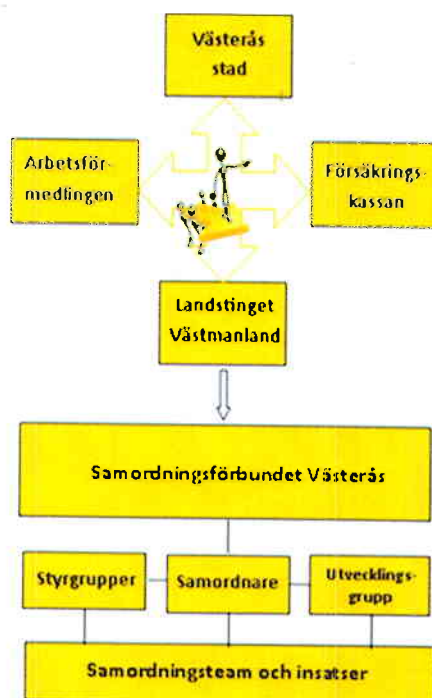 Västerås
stad
Arbetsför-
medlingen
Försäkrings-
kassan
Landstinget
Västmanland
Samordningsförbundet Västerås
Styrgrupper
Samordnare
Utvecklings-
grupp
Samordningsteam och insatser